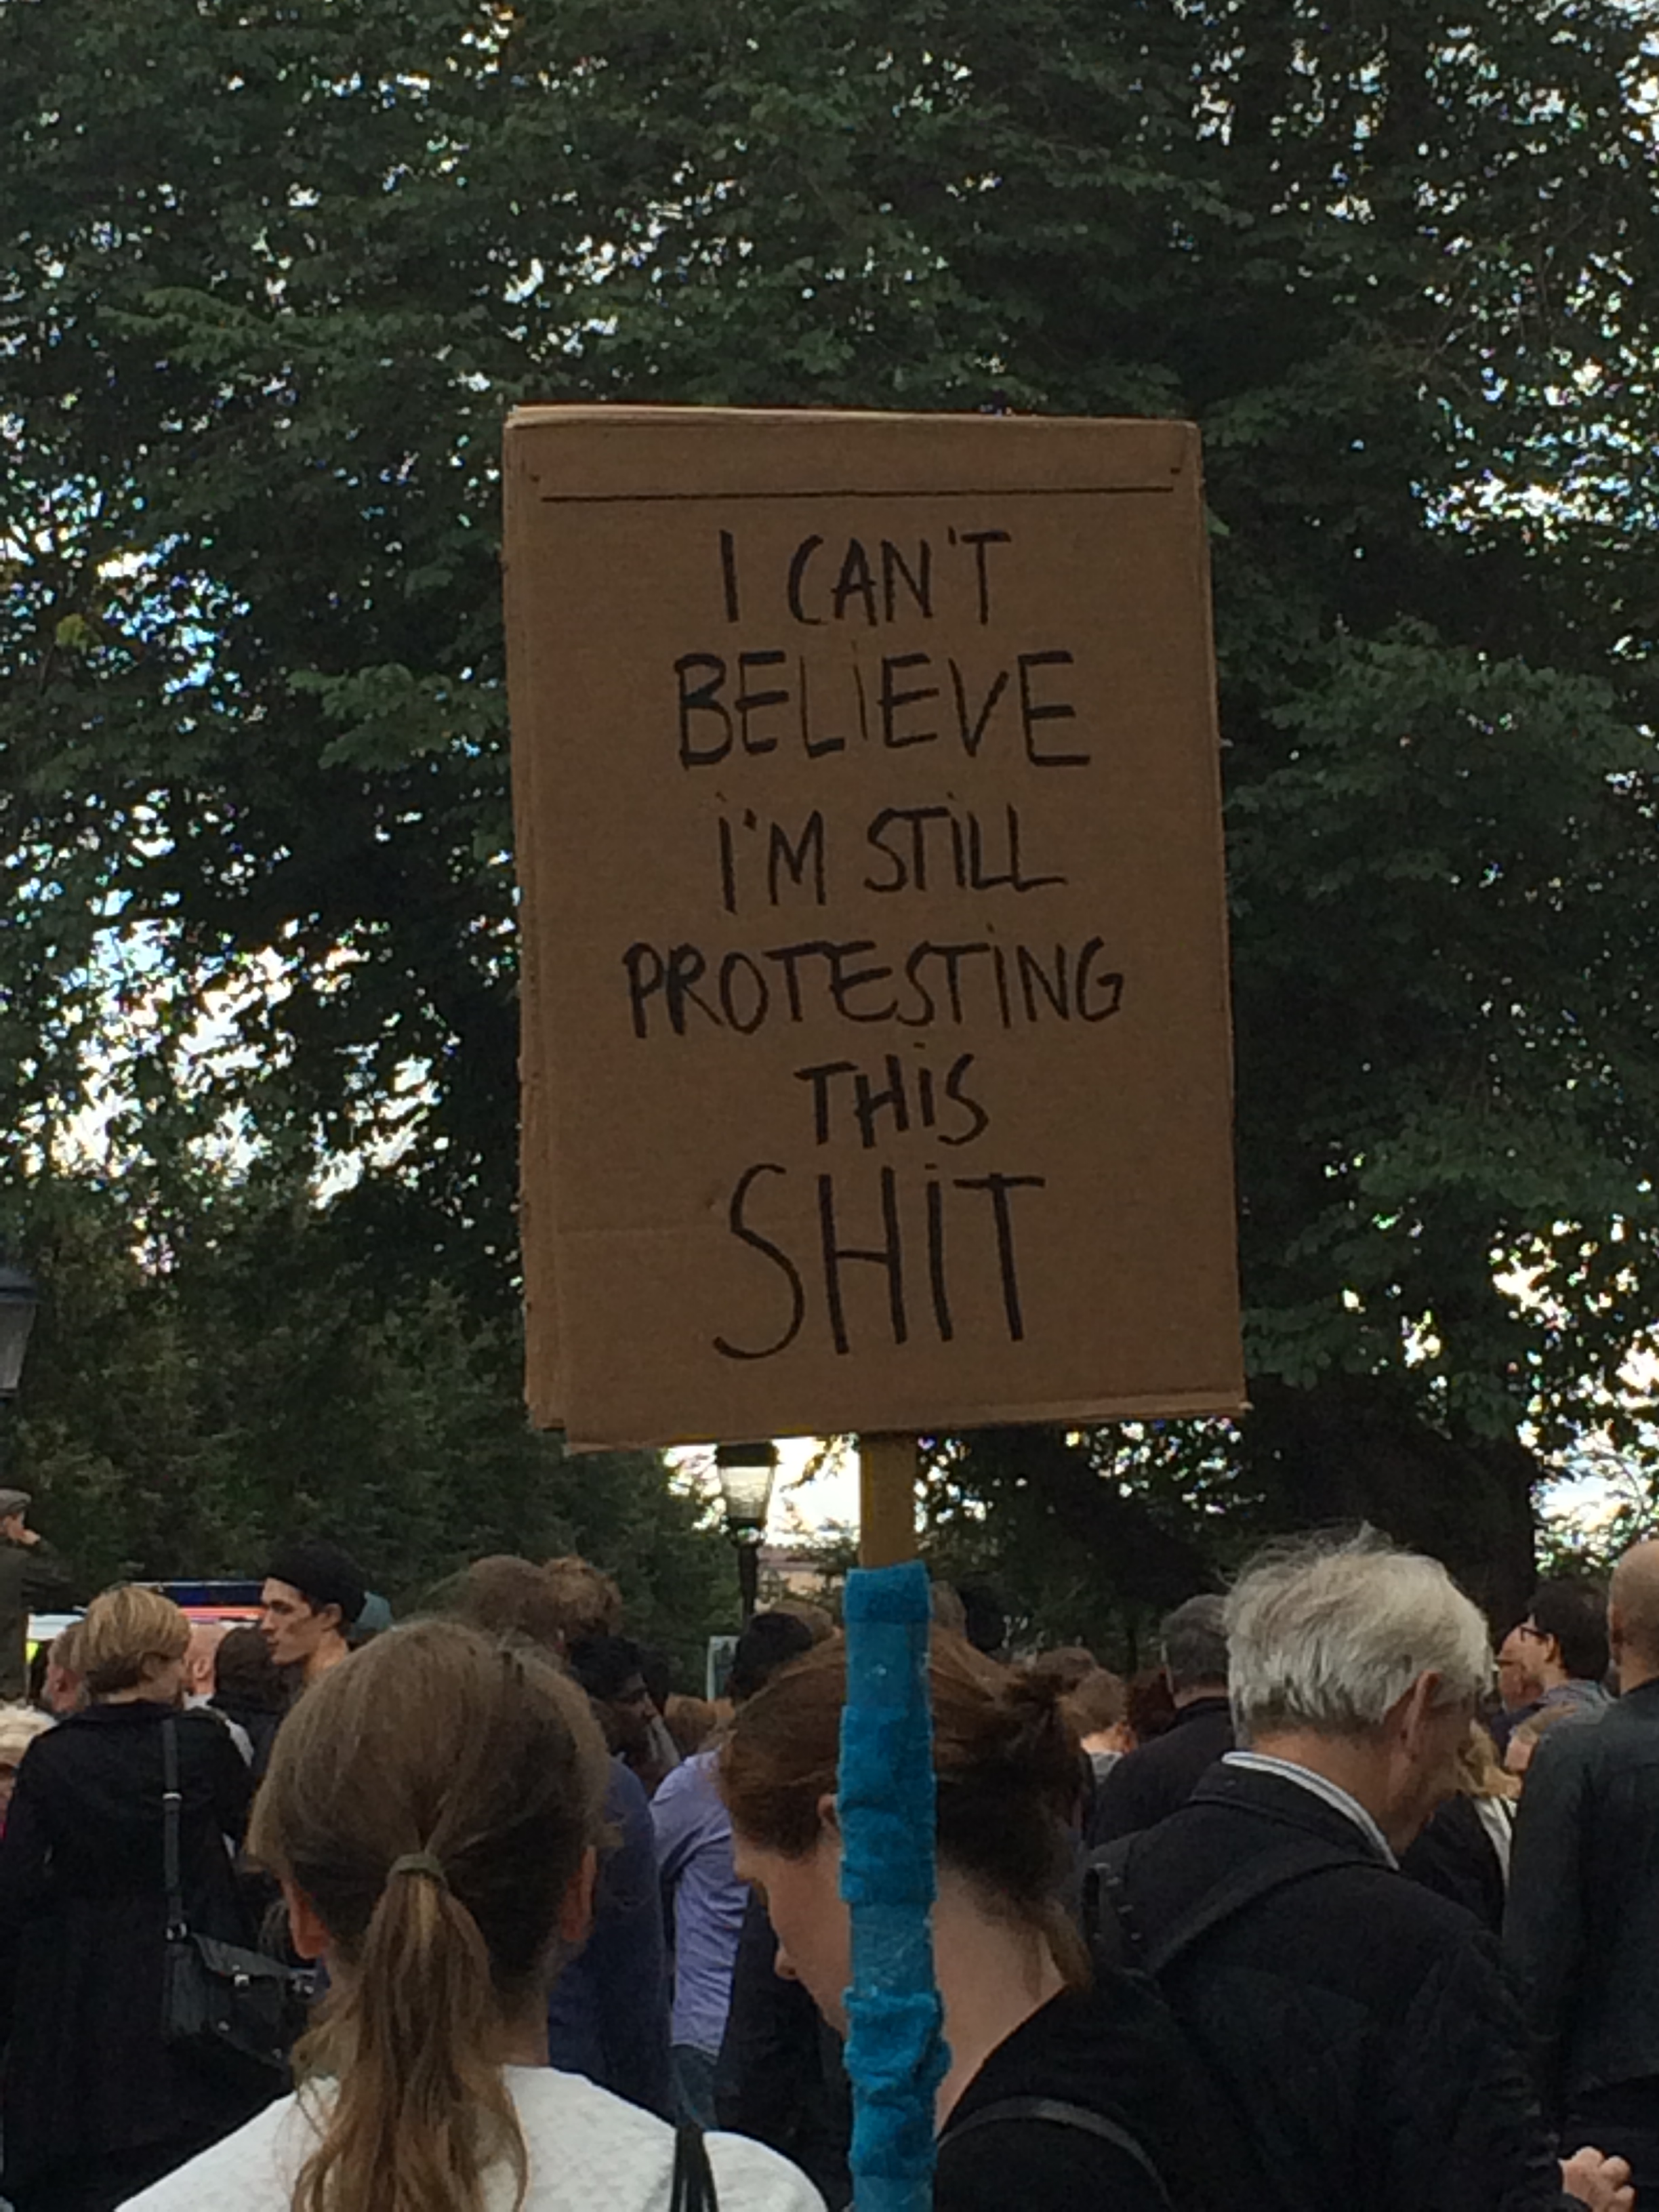 I CAN'T
BELiEVE
i'M STiLL
PROTESTiNG
THiS
SHiT